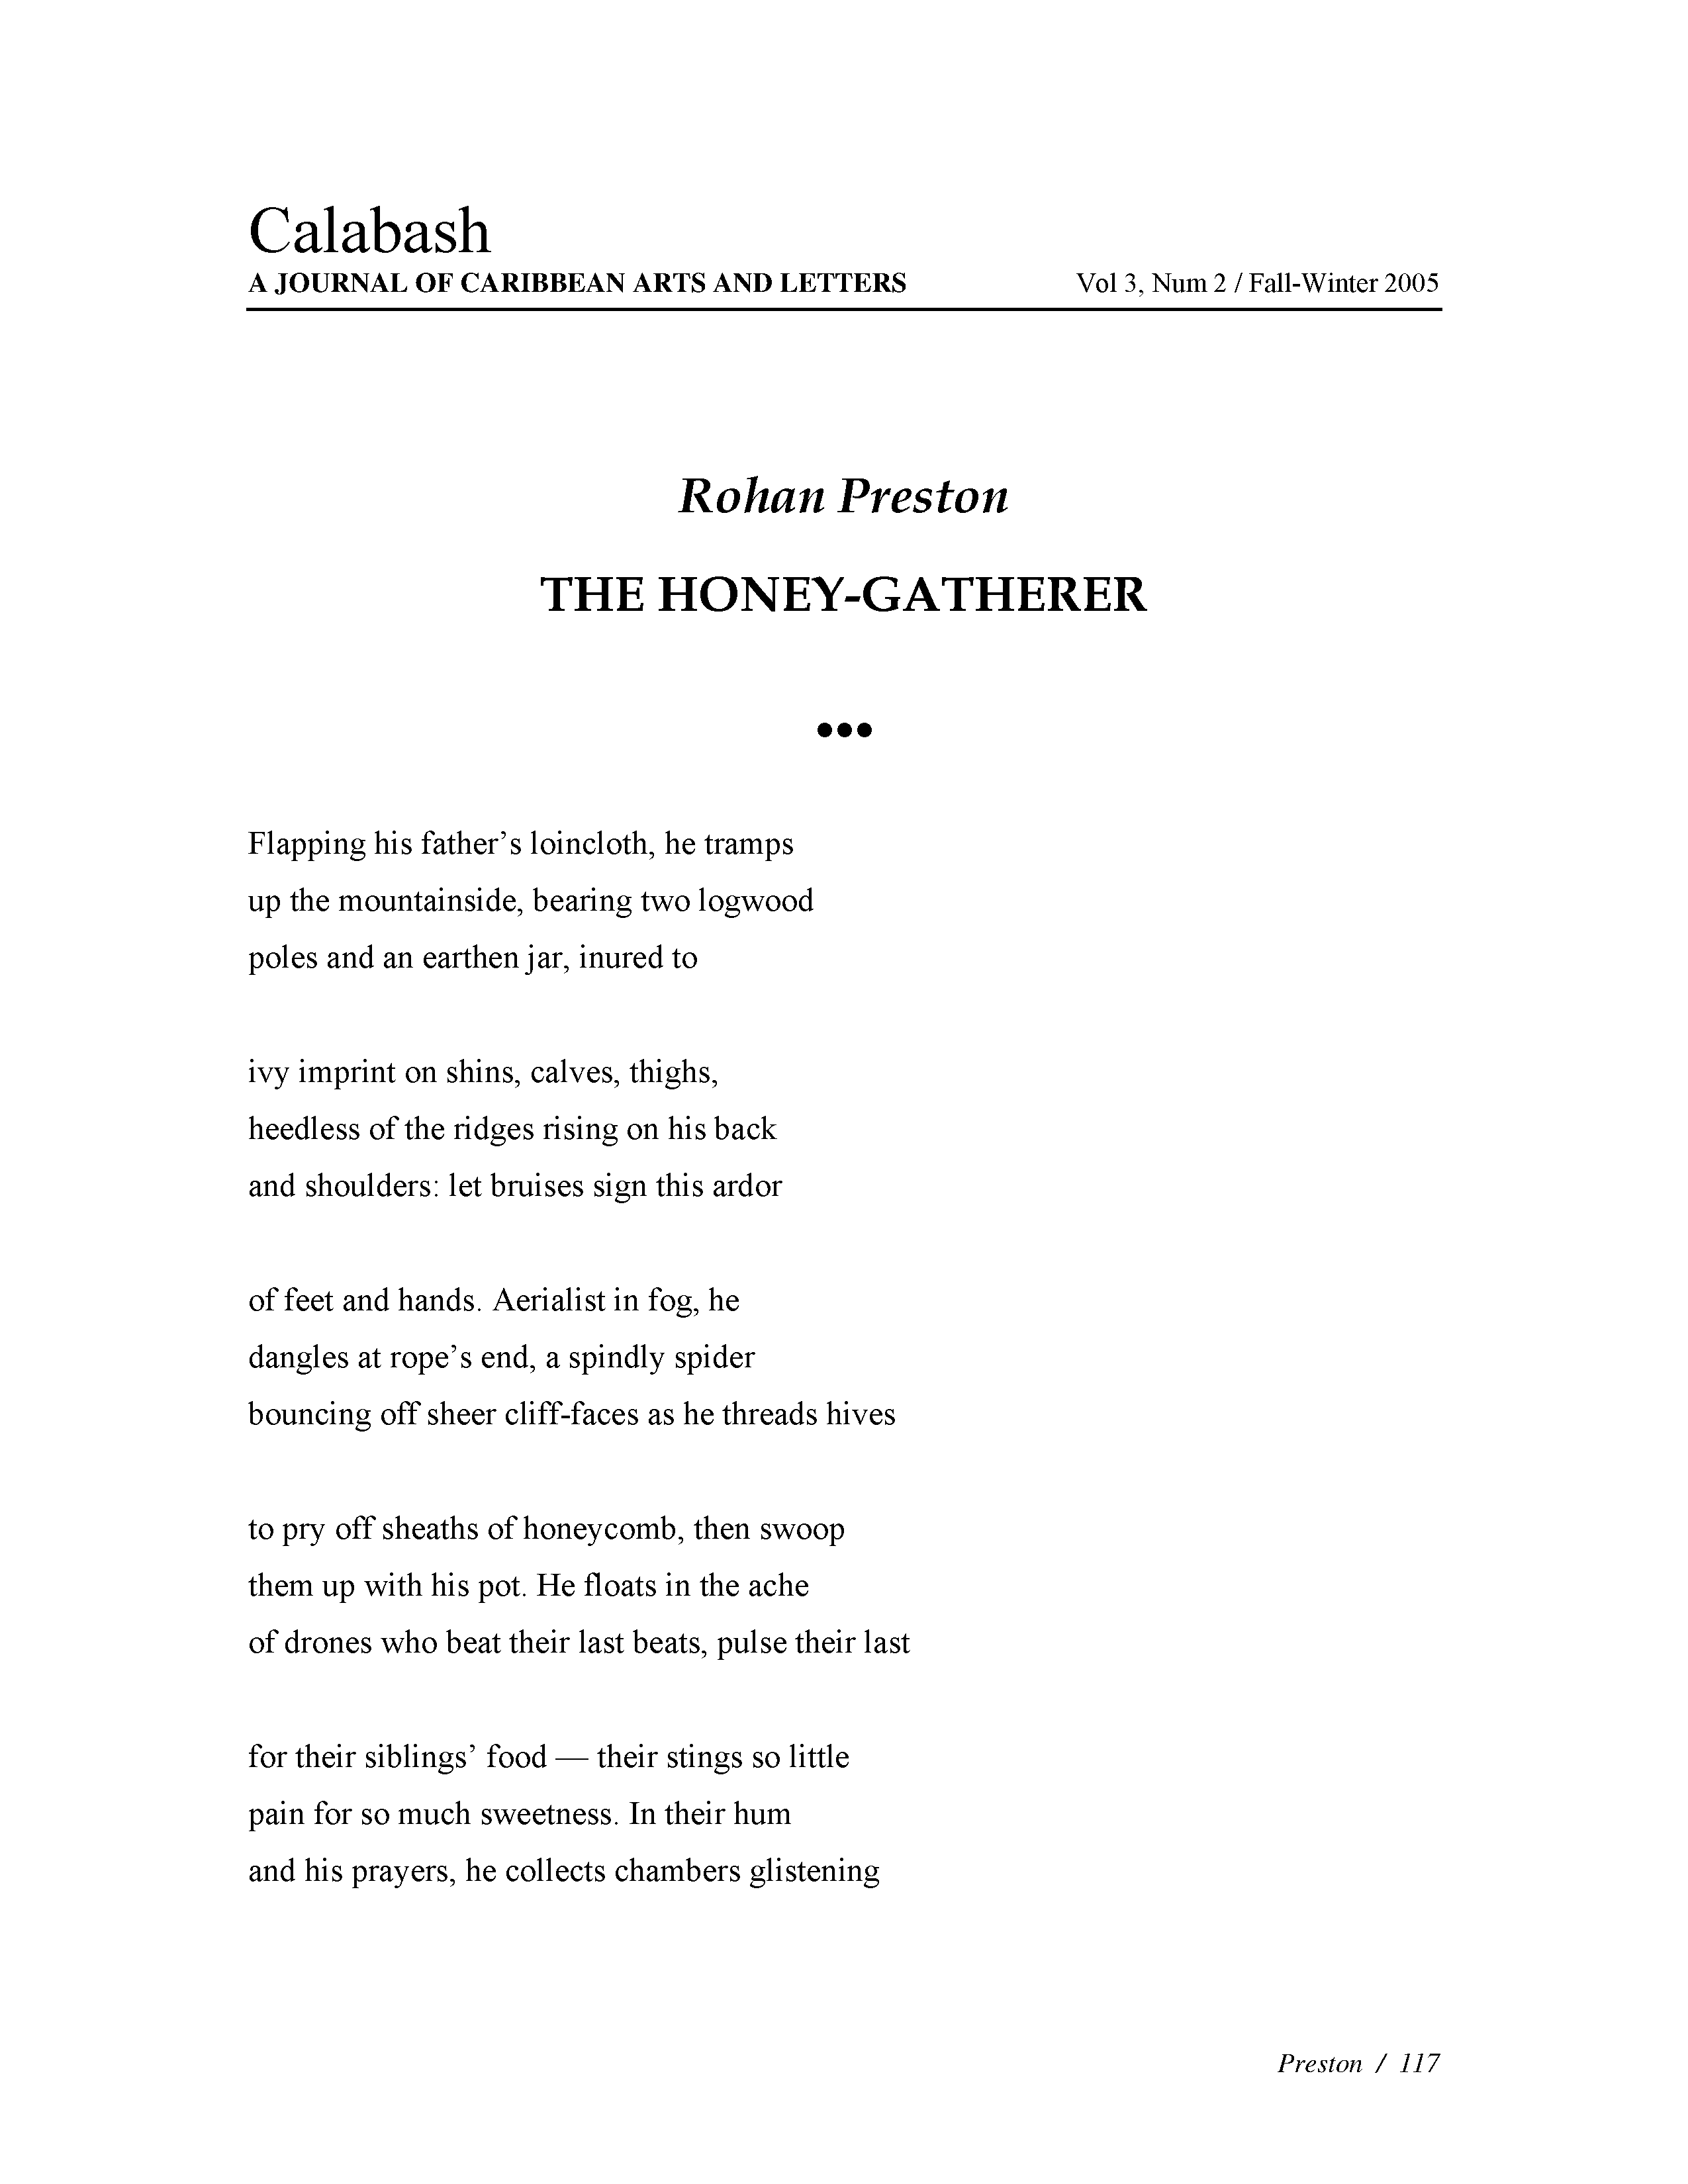 Calabash
A JOURNAL OF CARIBBEAN ARTS AND LETTERS Vol 3, Num 2 / Fall-Winter 2005
Rohan Preston
THE HONEY-GATHERER
•••
Flapping his father’s loincloth, he tramps
up the mountainside, bearing two logwood
poles and an earthen jar, inured to
ivy imprint on shins, calves, thighs,
heedless of the ridges rising on his back
and shoulders: let bruises sign this ardor
of feet and hands. Aerialist in fog, he
dangles at rope’s end, a spindly spider
bouncing off sheer cliff-faces as he threads hives
to pry off sheaths of honeycomb, then swoop
them up with his pot. He floats in the ache
of drones who beat their last beats, pulse their last
for their siblings’ food — their stings so little
pain for so much sweetness. In their hum
and his prayers, he collects chambers glistening
Preston / 117